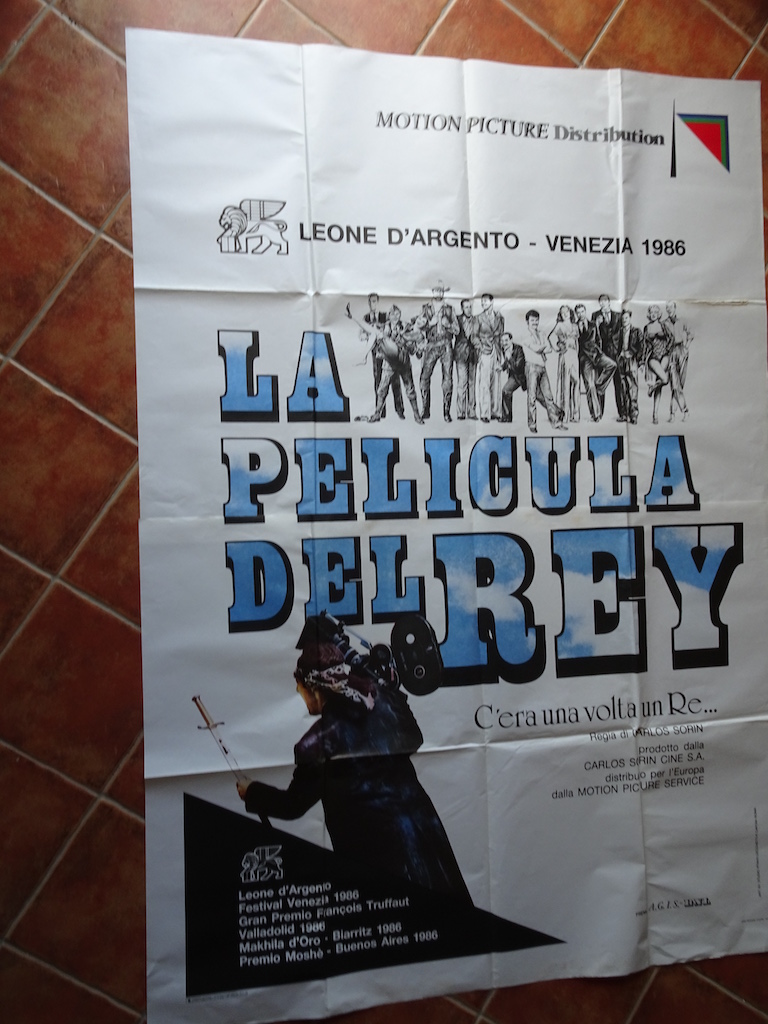 MOTION PICTURE Distribution
LEONE D'ARGENTO - VENEZIA 1986
LA
PELICULA
DEL REY
C'era una volta un Re...
Regia di CARLOS SORIN
prodotto dalla
CARLOS SORIN CINE S.A.
distribuo per l'Europa
dalla MOTION PICURE SERVICE
Leone d'Argento
Festival Venezia 1986
Gran Premio François Truffaut
Valladolid 1986
Makhila d'Oro - Biarritz 1986
Premio Moshé - Buenos Aires 1986